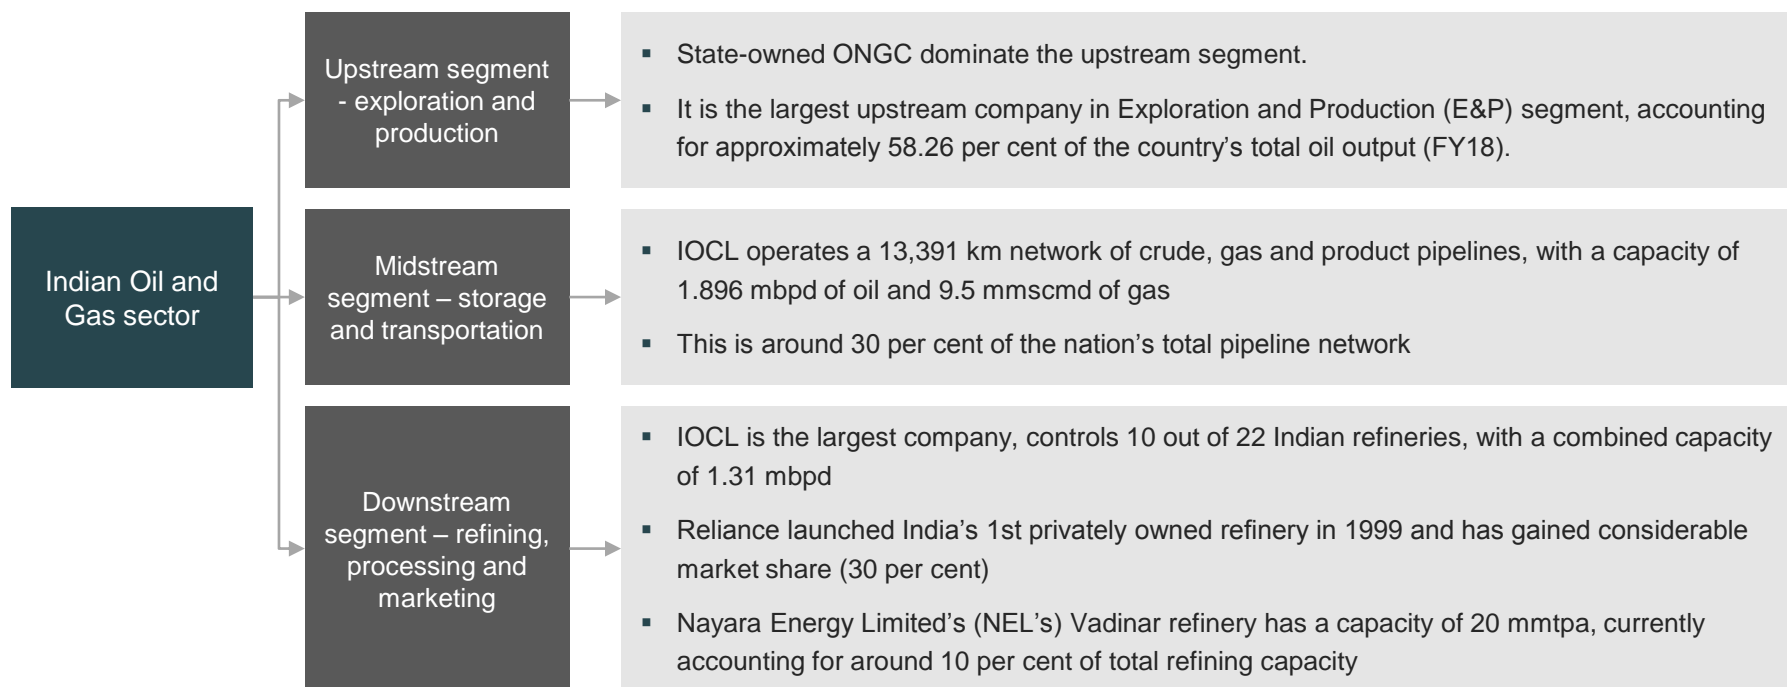 Indian Oil and
Gas sector
Upstream segment
- exploration and
production
▪ State-owned ONGC dominate the upstream segment.
▪ It is the largest upstream company in Exploration and Production (E&P) segment, accounting
for approximately 58.26 per cent of the country’s total oil output (FY18).
Midstream
segment – storage
and transportation
▪ IOCL operates a 13,391 km network of crude, gas and product pipelines, with a capacity of
1.896 mbpd of oil and 9.5 mmscmd of gas
▪ This is around 30 per cent of the nation’s total pipeline network
Downstream
segment – refining,
processing and
marketing
▪ IOCL is the largest company, controls 10 out of 22 Indian refineries, with a combined capacity
of 1.31 mbpd
▪ Reliance launched India’s 1st privately owned refinery in 1999 and has gained considerable
market share (30 per cent)
▪ Nayara Energy Limited’s (NEL’s) Vadinar refinery has a capacity of 20 mmtpa, currently
accounting for around 10 per cent of total refining capacity